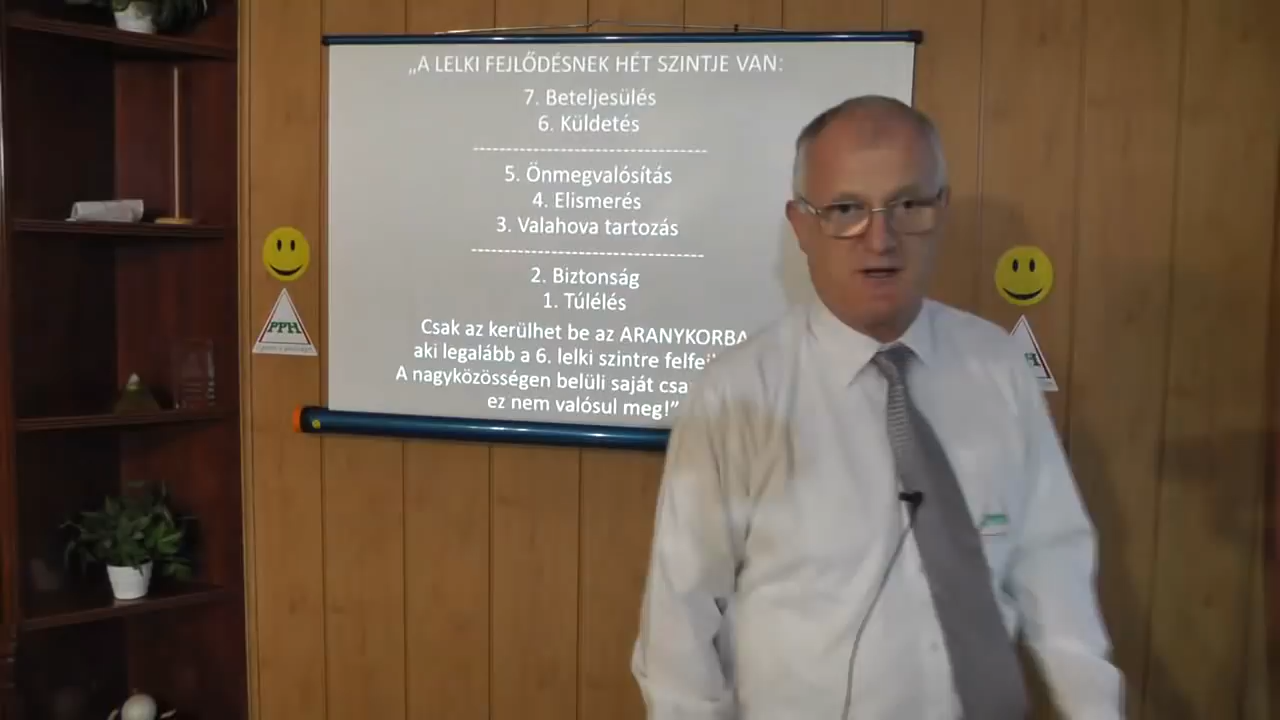 „A LELKI FEJLŐDÉSNEK HÉT SZINTJE VAN:
7. Beteljesülés
6. Küldetés
5. Önmegvalósítás
4. Elismerés
3. Valahova tartozás
2. Biztonság
1. Túlélés
Csak az kerülhet be az ARANYKORBA
aki legalább a 6. lelki szintre
A nagyközösségen belüli saját
ez nem valósul meg!”
PPH